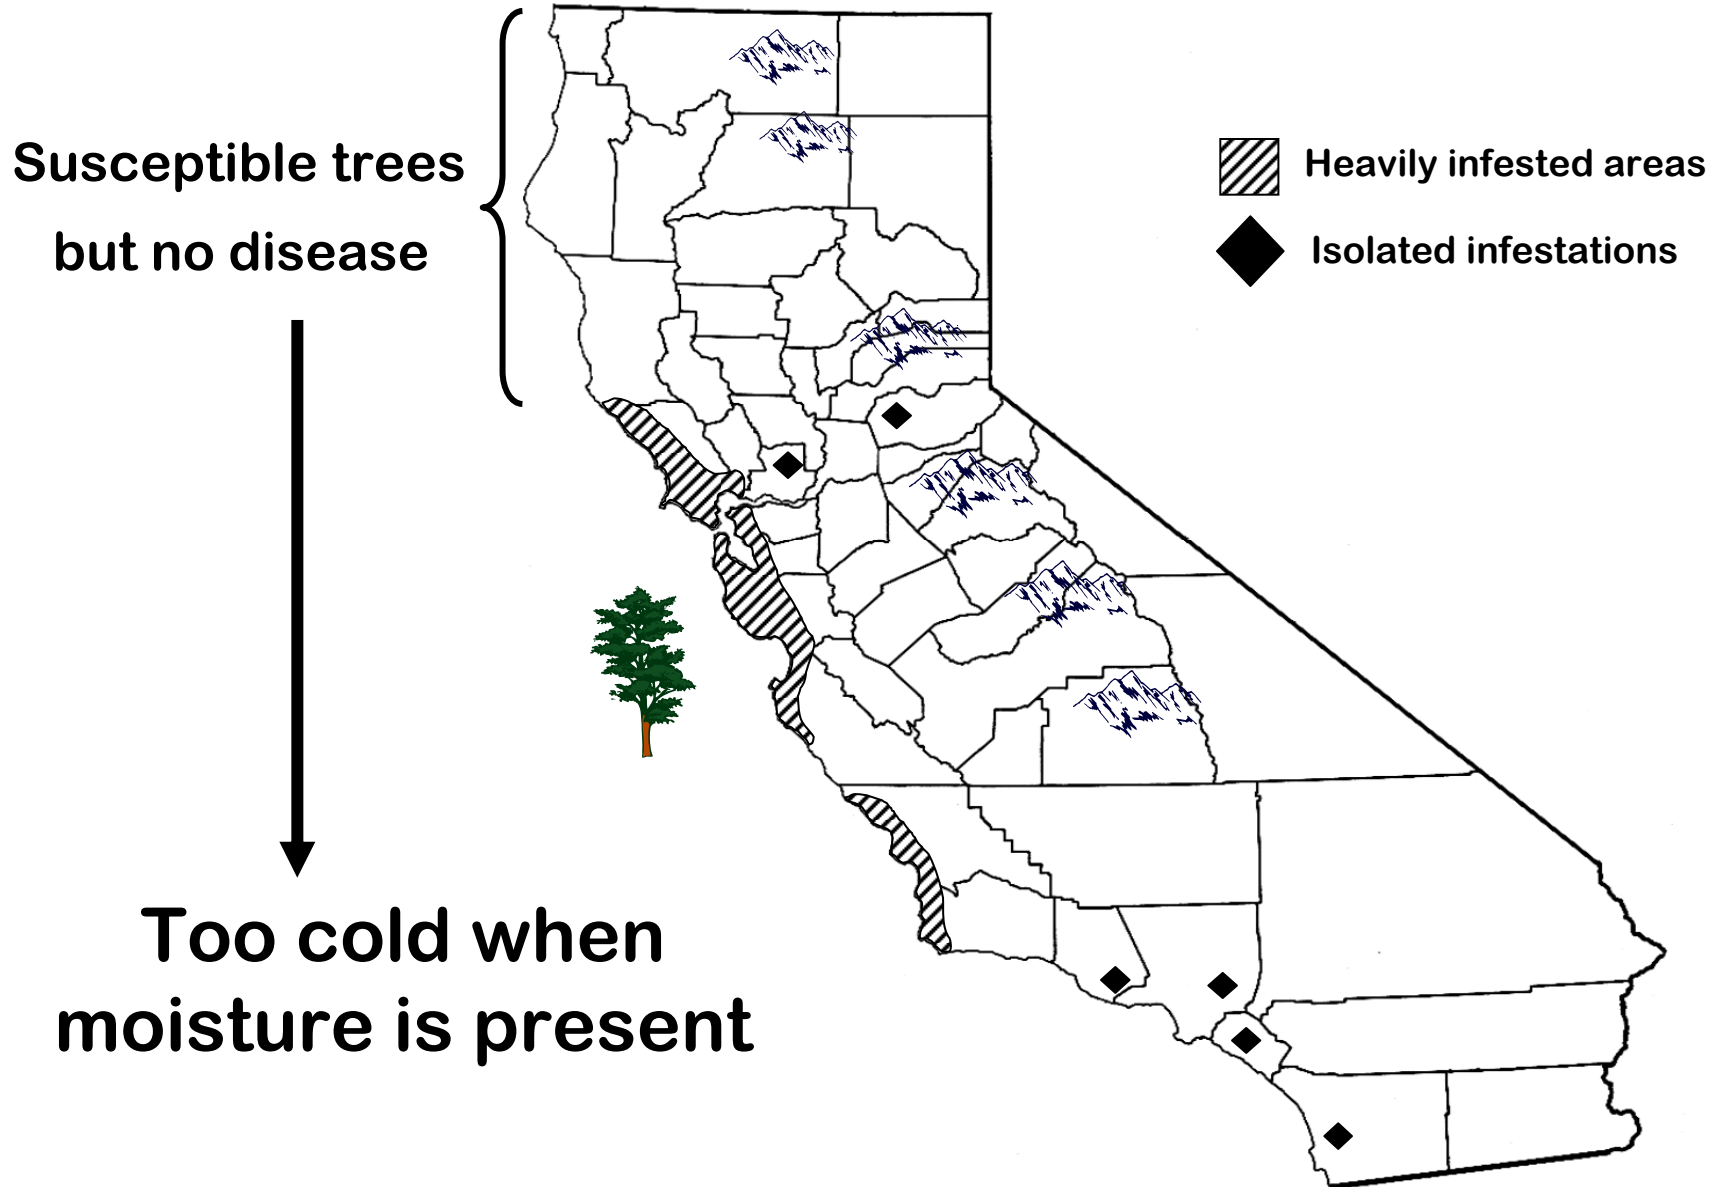 Susceptible trees
but no disease
Heavily infested areas
Isolated infestations
Too cold when
moisture is present